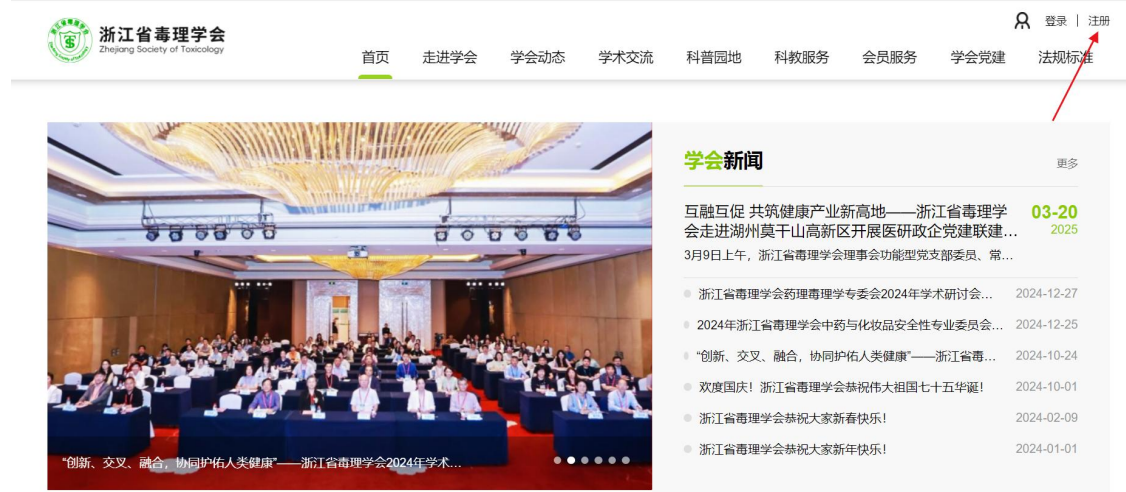 浙江省毒理学会
Zhejiang Society of Toxicology
登录 | 注册
首页 走进学会 学会动态 学术交流 科普园地 科教服务 会员服务 学会党建 法规标准
“创新、交叉、融合，协同护佑人类健康”——浙江省毒理学会2024年学术...
学会新闻
更多
互融互促 共筑健康产业新高地——浙江省毒理学
会走进湖州莫干山高新区开展医研政企党建联建...
03-20
2025
3月9日上午，浙江省毒理学会理事会功能型党支部委员、常...
浙江省毒理学会药理毒理学专委会2024年学术研讨会... 2024-12-27
2024年浙江省毒理学会中药与化妆品安全性专业委员会... 2024-12-25
“创新、交叉、融合，协同护佑人类健康”——浙江省毒... 2024-10-24
欢度国庆！浙江省毒理学会恭祝伟大祖国七十五华诞！ 2024-10-01
浙江省毒理学会恭祝大家新春快乐！ 2024-02-09
浙江省毒理学会恭祝大家新年快乐！ 2024-01-01